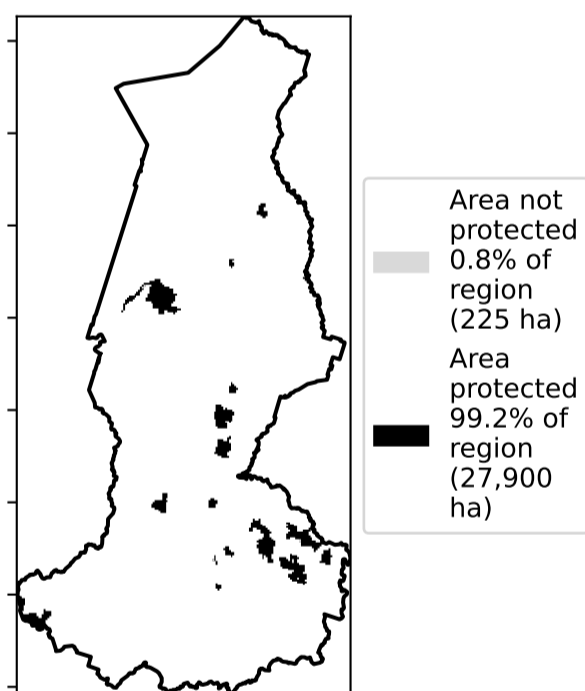 Area not
protected
0.8% of
region
(225 ha)
Area
protected
99.2% of
region
(27,900
ha)